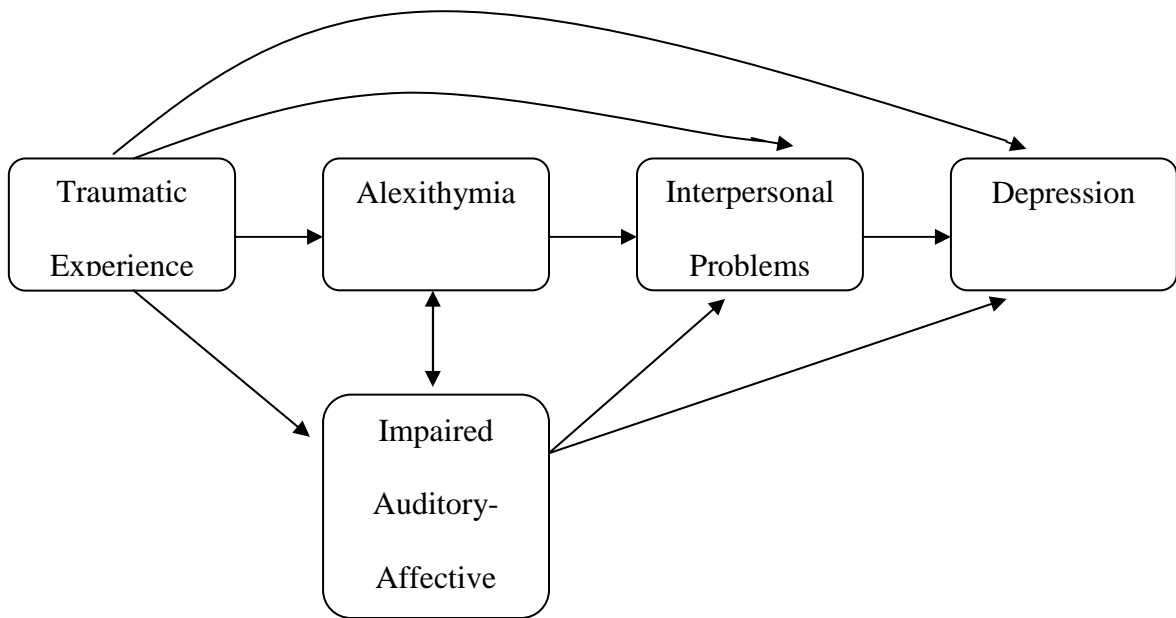 Traumatic
Experience
Alexithymia
Interpersonal
Problems
Depression
Impaired
Auditory-
Affective